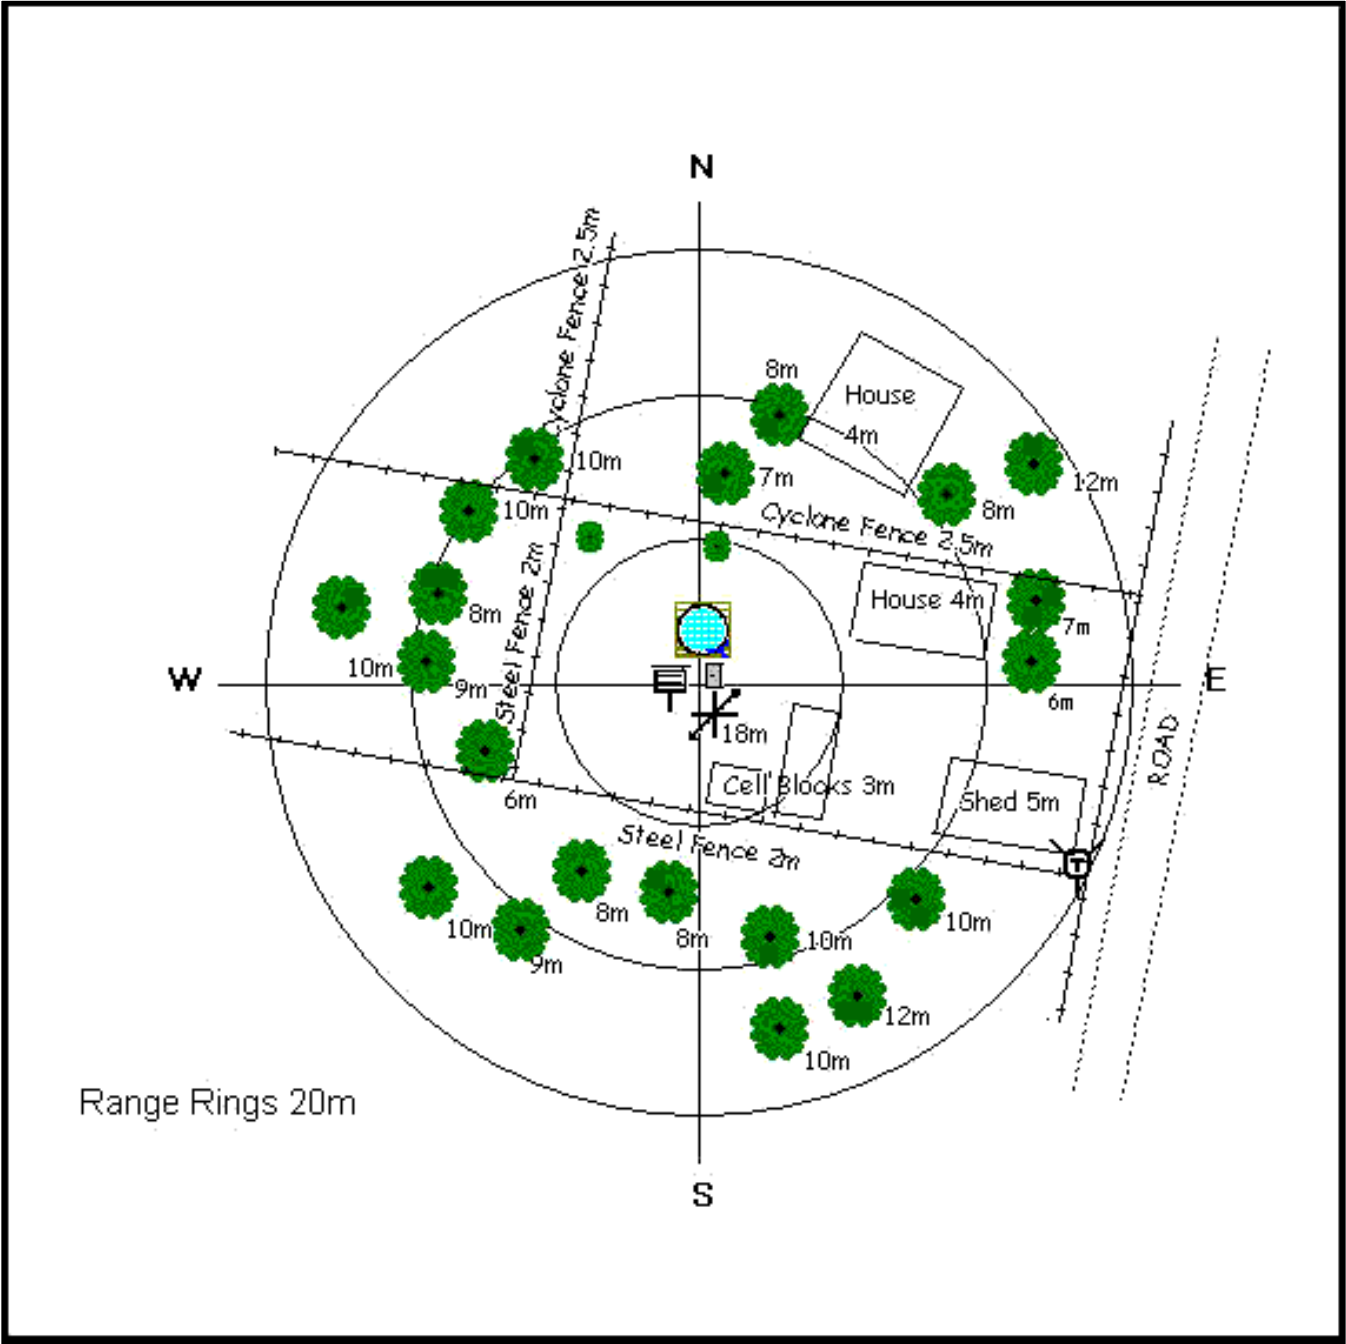 N
Cyclone Fence 2.5m
8m
House
4m
10m
7m
12m
10m
8m
Cyclone Fence 2.5m
Steel Fence 2m
House 4m
8m
7m
10m
9m
W
E
6m
18m
ROAD
Cell Blocks 3m
Shed 5m
6m
Steel Fence 2m
T
8m
10m
10m
8m
10m
9m
12m
10m
Range Rings 20m
S